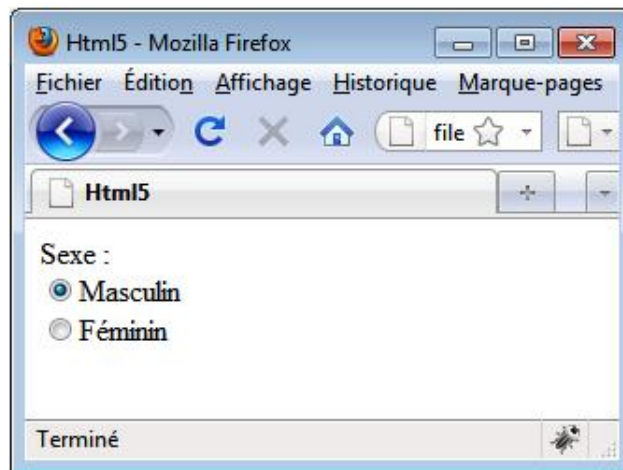 Html5 - Mozilla Firefox
Fichier Édition Affichage Historique Marque-pages
file
Html5
Sexe :
Masculin
Féminin
Terminé